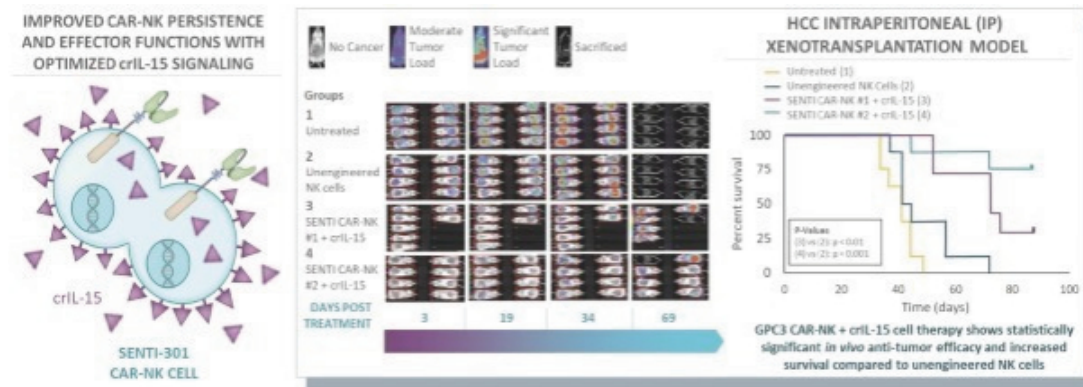 IMPROVED CAR-NK PERSISTENCE
AND EFFECTOR FUNCTIONS WITH
OPTIMIZED crIL-15 SIGNALING
crIL-15
SENTI-301
CAR-NK CELL
No Cancer
Moderate
Tumor
Load
Significant
Tumor
Load
Sacrificed
Groups
1
Untreated
2
Unengineered
NK cells
3
SENTI CAR-NK
#1 + crIL-15
4
SENTI CAR-NK
#2 + crIL-15
DAYS POST
TREATMENT
3
19
34
69
HCC INTRAPERITONEAL (IP)
XENOTRANSPLANTATION MODEL
Untreated (1)
Unengineered NK Cells (2)
SENTI CAR-NK #1 + crIL-15 (3)
SENTI CAR-NK #2 + crIL-15 (4)
Percent survival
100
75
50
25
0
P-Values
(3) vs (2): p < 0.01
(4) vs (2): p < 0.001
0
20
40
60
80
100
Time (days)
GPC3 CAR-NK + crIL-15 cell therapy shows statistically
significant in vivo anti-tumor efficacy and increased
survival compared to unengineered NK cells